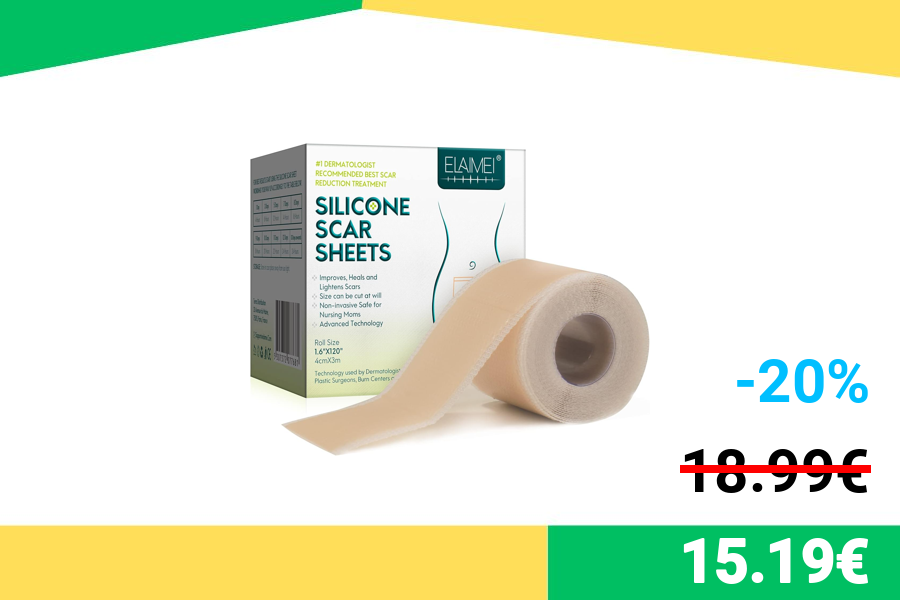 #1 DERMATOLOGIST
RECOMMENDED BEST SCAR
REDUCTION TREATMENT
ELAIMEI®
SILICONE
SCAR
SHEETS
Improves, Heals and
Lightens Scars
Size can be cut at will
Non-invasive Safe for
Nursing Moms
Advanced Technology
Roll Size
1.6"X120"
4cmX3m
Technology used by Dermatologist
Plastic Surgeons, Burn Centers
-20%
18.99€
15.19€